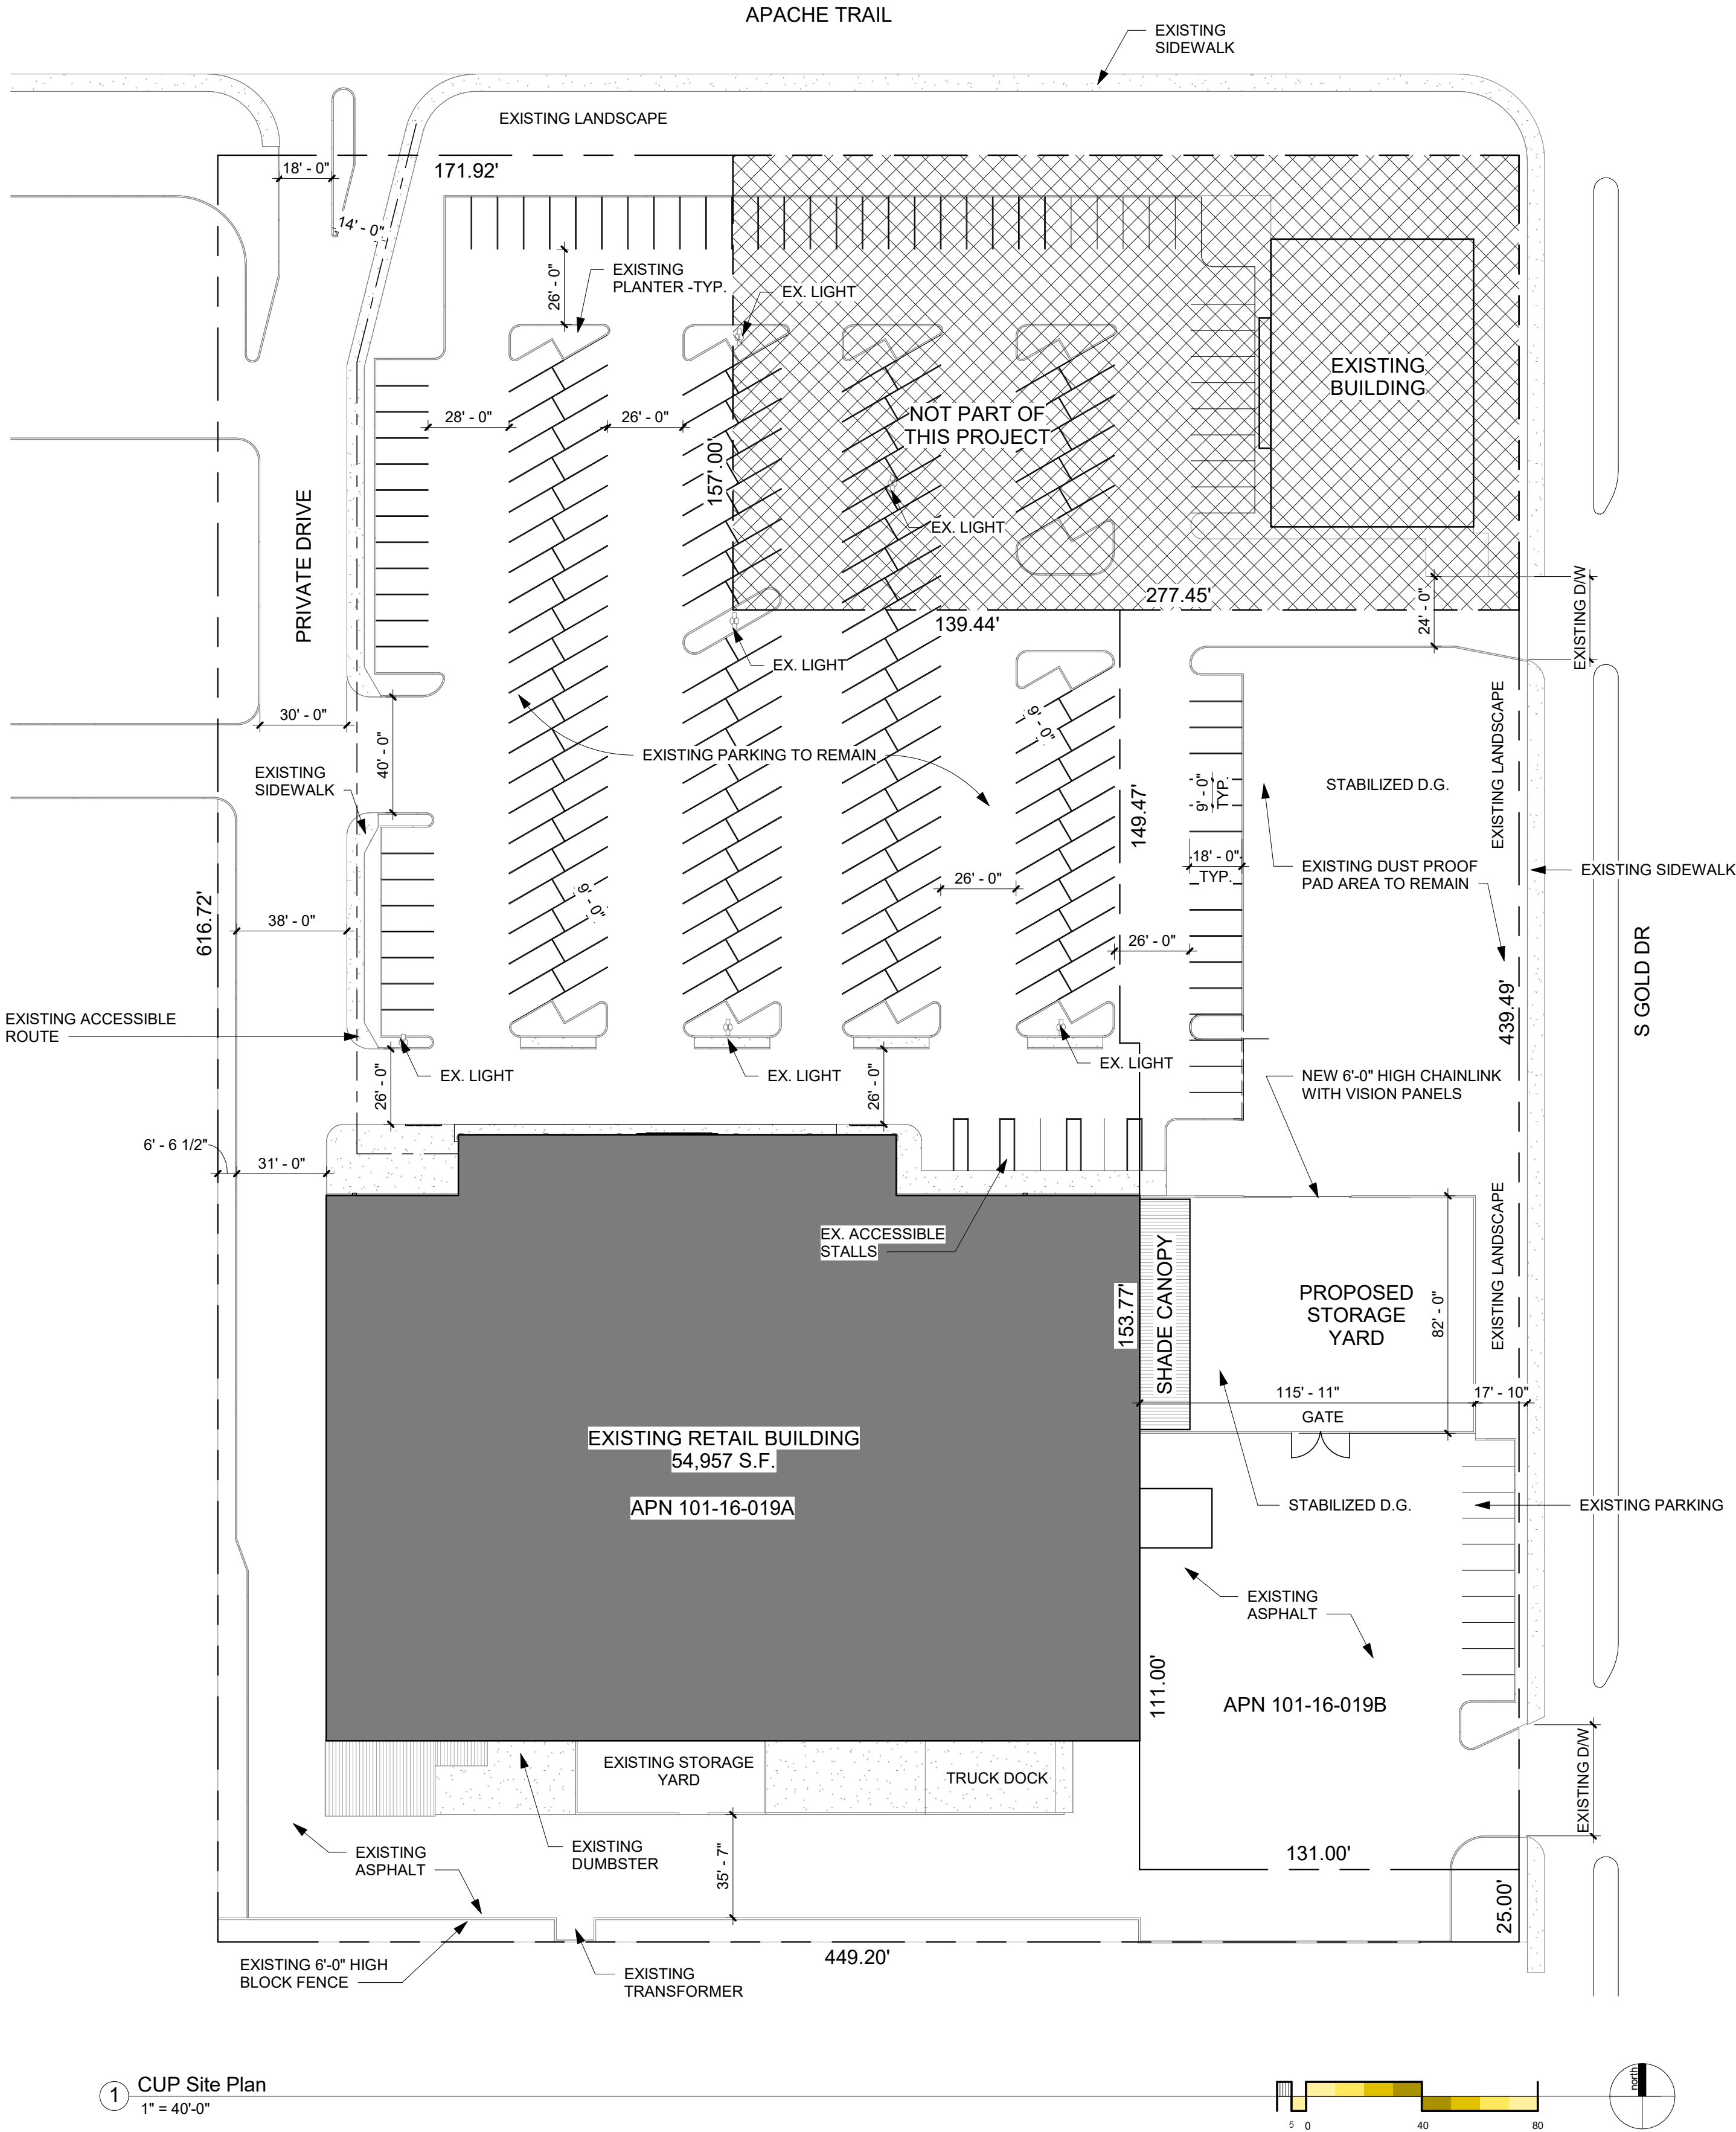 APACHE TRAIL
EXISTING
SIDEWALK
EXISTING LANDSCAPE
171.92'
18' - 0"
14' - 0"
26' - 0"
EXISTING
PLANTER -TYP.
EX. LIGHT
EXISTING
BUILDING
NOT PART OF
THIS PROJECT
28' - 0"
26' - 0"
157'.00'
EX. LIGHT
PRIVATE DRIVE
277.45'
139.44'
24' - 0"
EXISTING D/W
EX. LIGHT
30' - 0"
40' - 0"
9' - 0"
EXISTING PARKING TO REMAIN
EXISTING
SIDEWALK
149.47'
9' - 0"
TYP.
STABILIZED D.G.
EXISTING LANDSCAPE
18' - 0"
TYP.
EXISTING DUST PROOF
PAD AREA TO REMAIN
EXISTING SIDEWALK
26' - 0"
9' - 0"
616.72'
38' - 0"
26' - 0"
S GOLD DR
439.49'
EXISTING ACCESSIBLE
ROUTE
EX. LIGHT
EX. LIGHT
EX. LIGHT
26' - 0"
26' - 0"
NEW 6'-0" HIGH CHAINLINK
WITH VISION PANELS
6' - 6 1/2"
31' - 0"
EX. ACCESSIBLE
STALLS
153.77'
SHADE CANOPY
PROPOSED
STORAGE
YARD
82' - 0"
EXISTING LANDSCAPE
115' - 11"
17' - 10"
GATE
EXISTING RETAIL BUILDING
54,957 S.F.
APN 101-16-019A
STABILIZED D.G.
EXISTING PARKING
EXISTING
ASPHALT
111.00'
APN 101-16-019B
EXISTING STORAGE
YARD
TRUCK DOCK
EXISTING D/W
EXISTING
ASPHALT
EXISTING
DUMBSTER
35' - 7"
131.00'
25.00'
449.20'
EXISTING 6'-0" HIGH
BLOCK FENCE
EXISTING
TRANSFORMER
1
CUP Site Plan
1" = 40'-0"
5 0 40 80
north